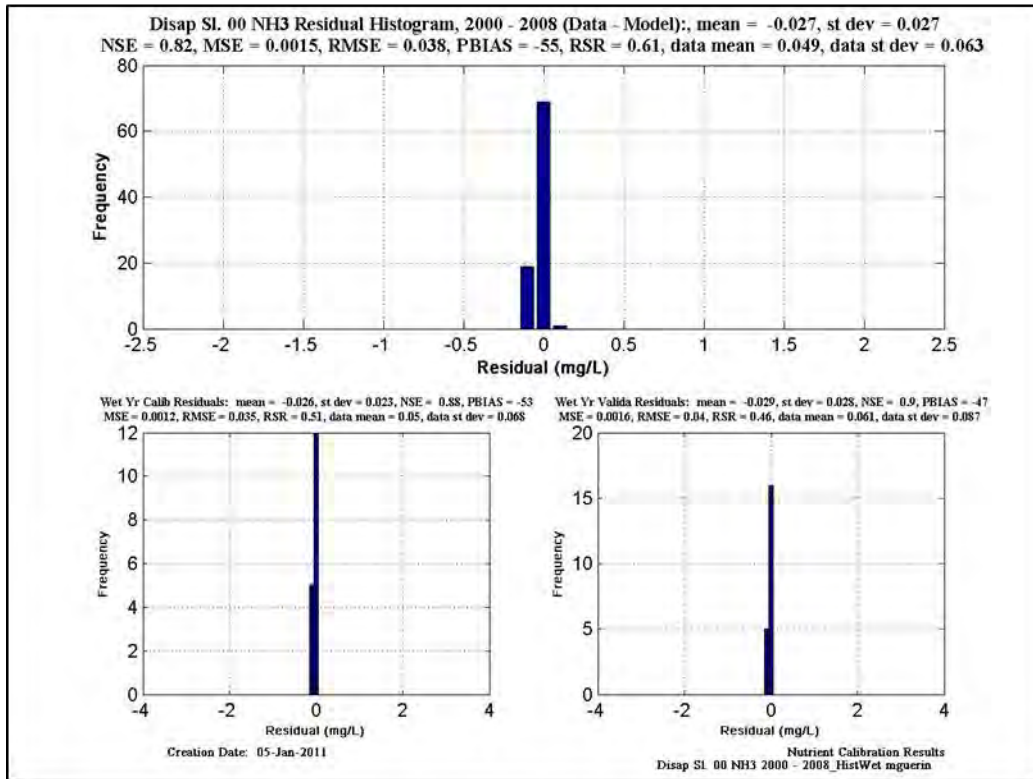 Disap Sl. 00 NH3 Residual Histogram, 2000 - 2008 (Data - Model):, mean = -0.027, st dev = 0.027
NSE = 0.82, MSE = 0.0015, RMSE = 0.038, PBIAS = -55, RSR = 0.61, data mean = 0.049, data st dev = 0.063
80
60
40
20
0
Frequency
-2.5 -2 -1.5 -1 -0.5 0 0.5 1 1.5 2 2.5
Residual (mg/L)
Wet Yr Calib Residuals: mean = -0.026, st dev = 0.023, NSE = 0.88, PBIAS = -53
MSE = 0.0012, RMSE = 0.035, RSR = 0.51, data mean = 0.05, data st dev = 0.068
12
10
8
6
4
2
0
Frequency
-4 -2 0 2 4
Residual (mg/L)
Creation Date: 05-Jan-2011
Wet Yr Valida Residuals: mean = -0.029, st dev = 0.028, NSE = 0.9, PBIAS = -47
MSE = 0.0016, RMSE = 0.04, RSR = 0.46, data mean = 0.061, data st dev = 0.087
20
15
10
5
0
Frequency
-4 -2 0 2 4
Residual (mg/L)
Nutrient Calibration Results
Disap Sl. 00 NH3 2000 - 2008_HistWet mguerin